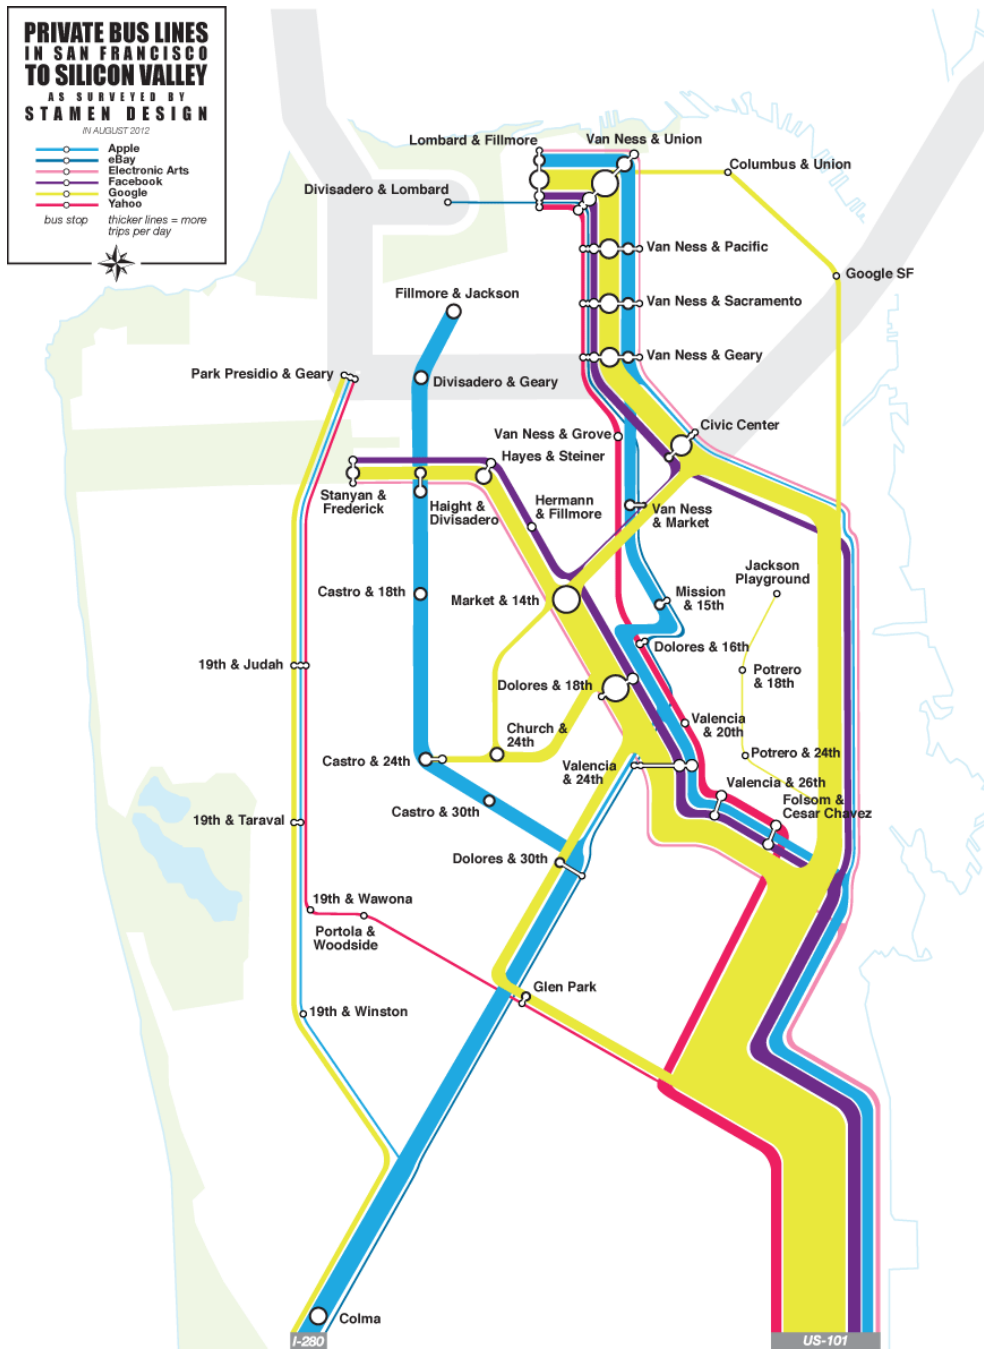 PRIVATE BUS LINES
IN SAN FRANCISCO
TO SILICON VALLEY
AS SURVEYED BY
STAMEN DESIGN
IN AUGUST 2012
Apple
eBay
Electronic Arts
Facebook
Google
Yahoo
bus stop
thicker lines = more
trips per day
Lombard & Fillmore
Van Ness & Union
Columbus & Union
Divisadero & Lombard
Van Ness & Pacific
Google SF
Fillmore & Jackson
Van Ness & Sacramento
Van Ness & Geary
Park Presidio & Geary
Divisadero & Geary
Civic Center
Van Ness & Grove
Hayes & Steiner
Stanyan &
Frederick
Haight &
Divisadero
Hermann
& Fillmore
Van Ness
& Market
Jackson
Playground
Castro & 18th
Market & 14th
Mission
& 15th
Dolores & 16th
19th & Judah
Potrero
& 18th
Dolores & 18th
Valencia
& 20th
Church &
24th
Castro & 24th
Valencia
& 24th
Potrero & 24th
Valencia & 26th
Castro & 30th
Folsom &
Cesar Chavez
19th & Taraval
Dolores & 30th
19th & Wawona
Portola &
Woodside
Glen Park
19th & Winston
Colma
I-280
US-101